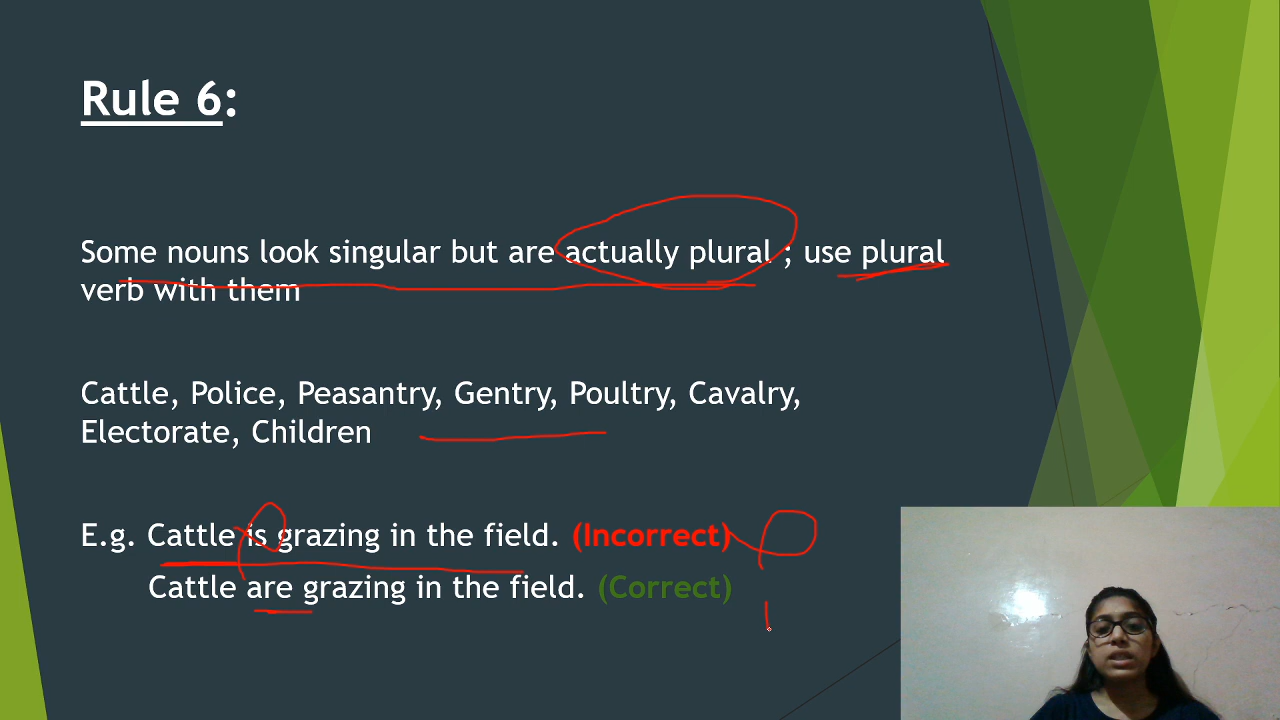 Rule 6:
Some nouns look singular but are actually plural ; use plural
verb with them
Cattle, Police, Peasantry, Gentry, Poultry, Cavalry,
Electorate, Children
E.g. Cattle is grazing in the field. (Incorrect)
Cattle are grazing in the field. (Correct)